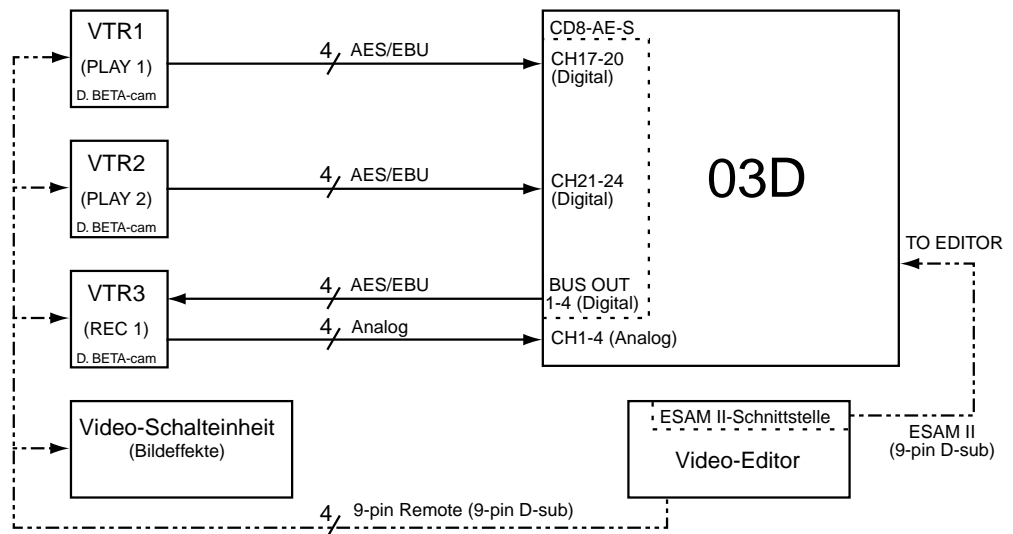 VTR1
(PLAY 1)
D. BETA-cam
4
AES/EBU
CD8-AE-S
CH17-20
(Digital)
VTR2
(PLAY 2)
D. BETA-cam
4
AES/EBU
CH21-24
(Digital)
03D
TO EDITOR
VTR3
(REC 1)
D. BETA-cam
4
AES/EBU
BUS OUT
1-4 (Digital)
4
Analog
CH1-4 (Analog)
Video-Schalteinheit
(Bildeffekte)
ESAM II-Schnittstelle
Video-Editor
ESAM II
(9-pin D-sub)
4
9-pin Remote (9-pin D-sub)